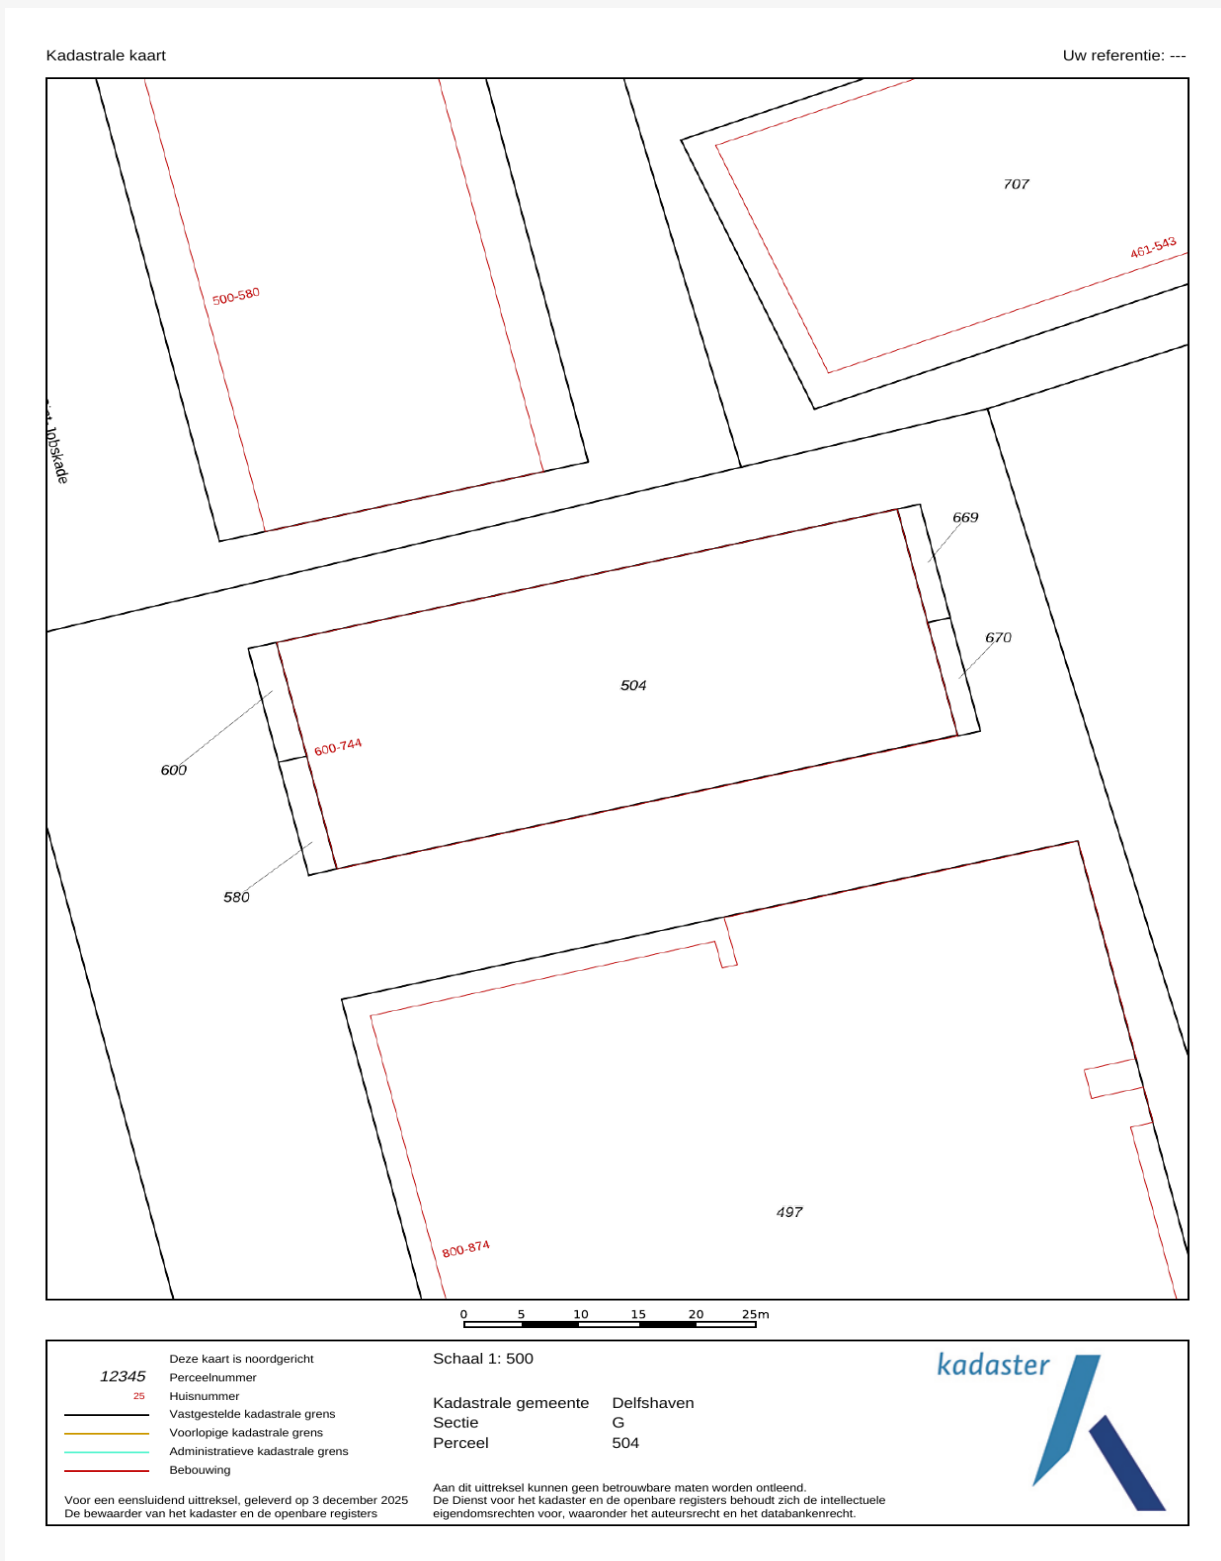 Kadastrale kaart
Uw referentie: ---
707
461-543
500-580
Jobskade
669
670
504
600-744
600
580
497
800-874
0 5 10 15 20 25m
Deze kaart is noordgericht
12345 Perceelnummer
25 Huisnummer
Vastgestelde kadastrale grens
Voorlopige kadastrale grens
Administratieve kadastrale grens
Bebouwing
Voor een eensluidend uittreksel, geleverd op 3 december 2025
De bewaarder van het kadaster en de openbare registers
Schaal 1: 500
Kadastrale gemeente Delfshaven
Sectie G
Perceel 504
Aan dit uittreksel kunnen geen betrouwbare maten worden ontleend.
De Dienst voor het kadaster en de openbare registers behoudt zich de intellectuele
eigendomsrechten voor, waaronder het auteursrecht en het databankenrecht.
kadaster